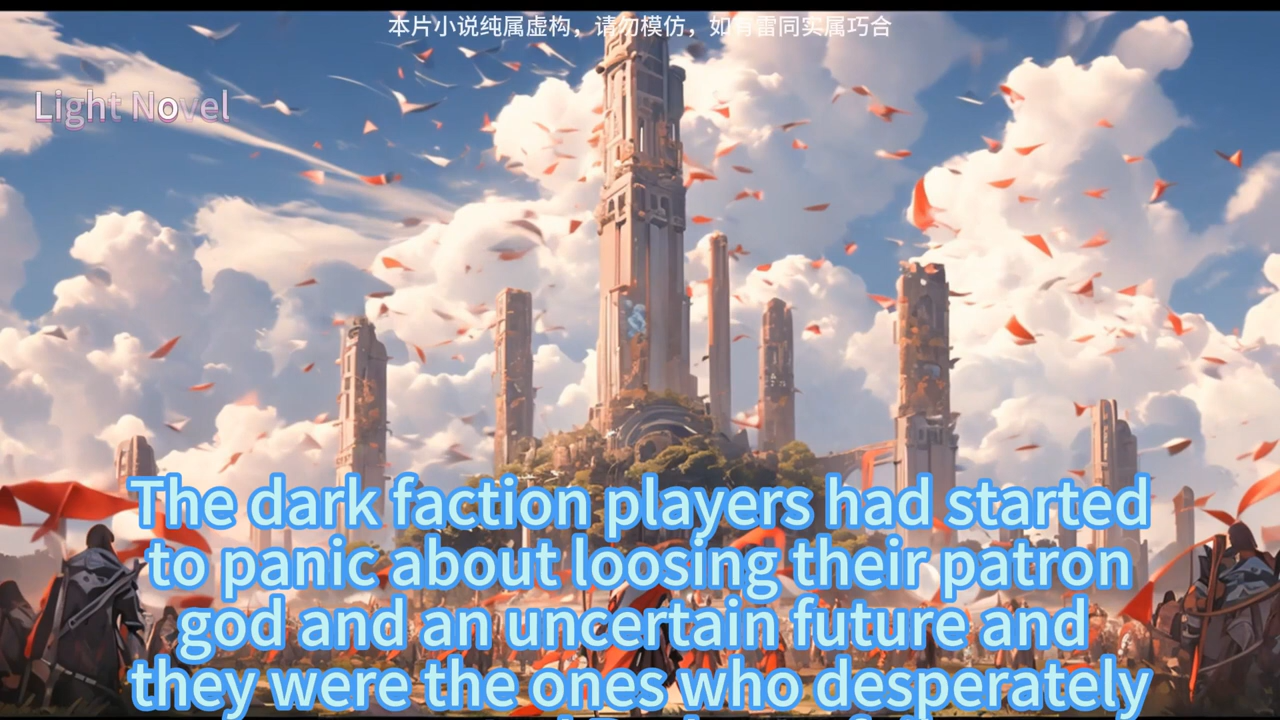 本片小说纯属虚构，请勿模仿，如有雷同实属巧合
Light Novel
The dark faction players had started
to panic about loosing their patron
god and an uncertain future and
they were the ones who desperately